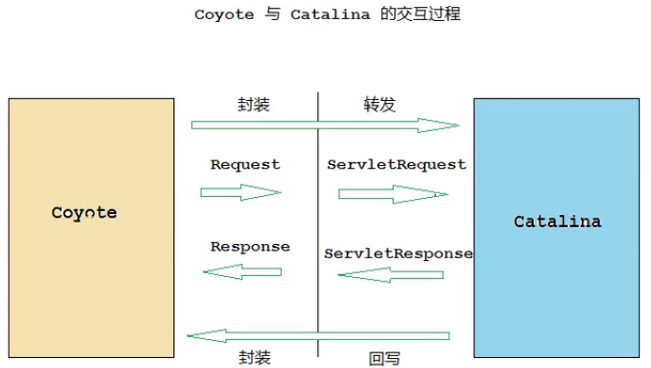 Coyote 与 Catalina 的交互过程
封装 转发
Request ServletRequest
Coyote
Catalina
Response ServletResponse
封装 回写